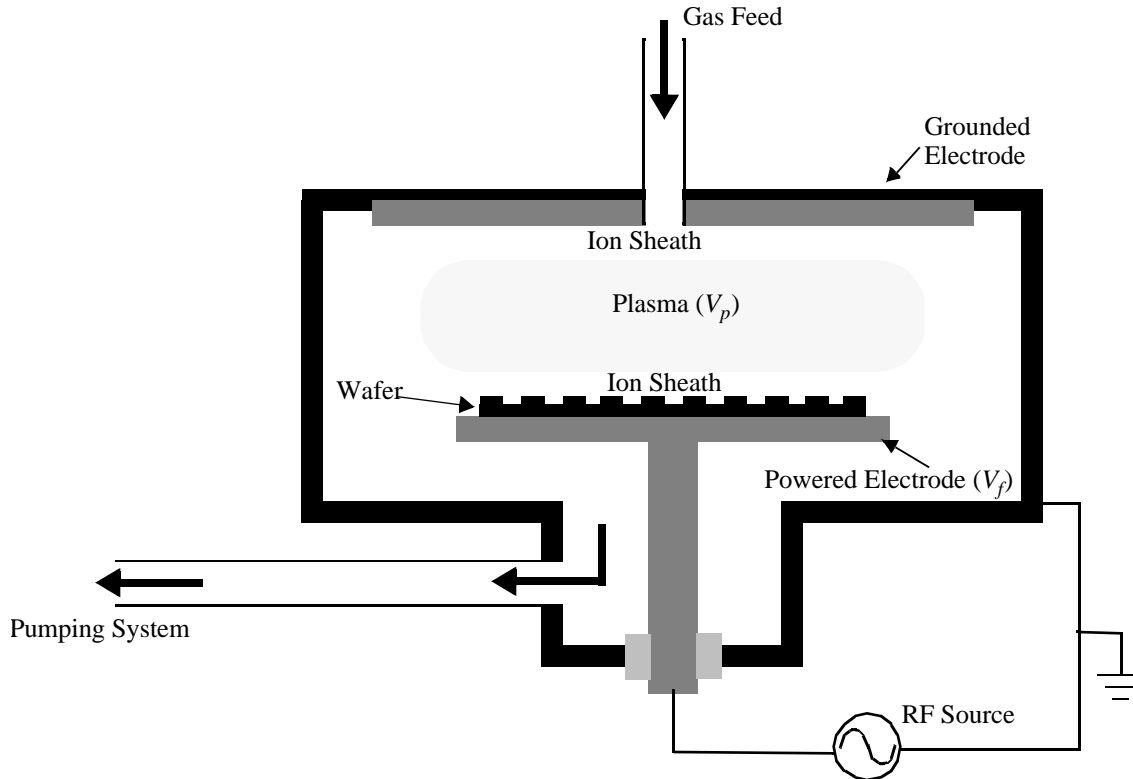 Gas Feed
Grounded
Electrode
Ion Sheath
Plasma (Vp)
Ion Sheath
Wafer
Powered Electrode (Vf)
Pumping System
RF Source